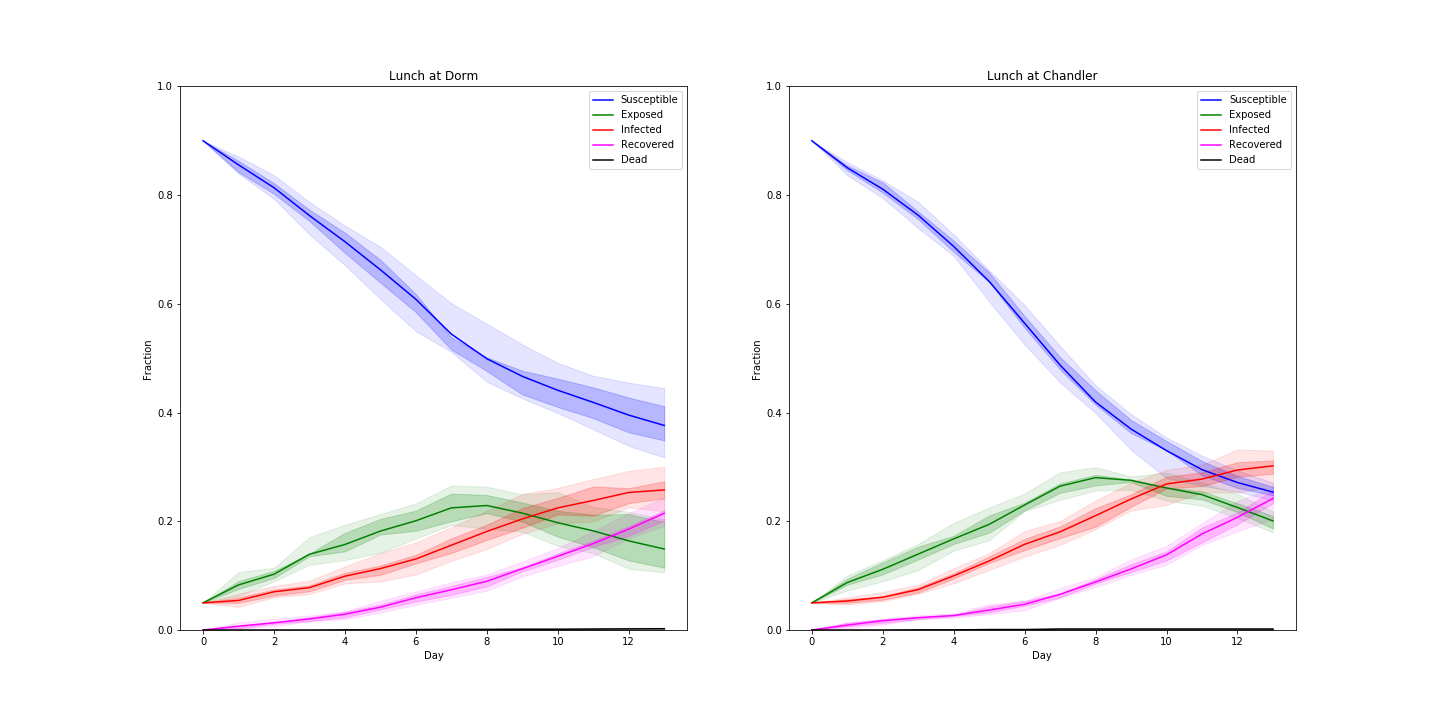 Lunch at Dorm
1.0
0.8
0.6
0.4
0.2
0.0
Fraction
Susceptible
Exposed
Infected
Recovered
Dead
0 2 4 6 8 10 12
Day
Lunch at Chandler
1.0
0.8
0.6
0.4
0.2
0.0
Fraction
Susceptible
Exposed
Infected
Recovered
Dead
0 2 4 6 8 10 12
Day